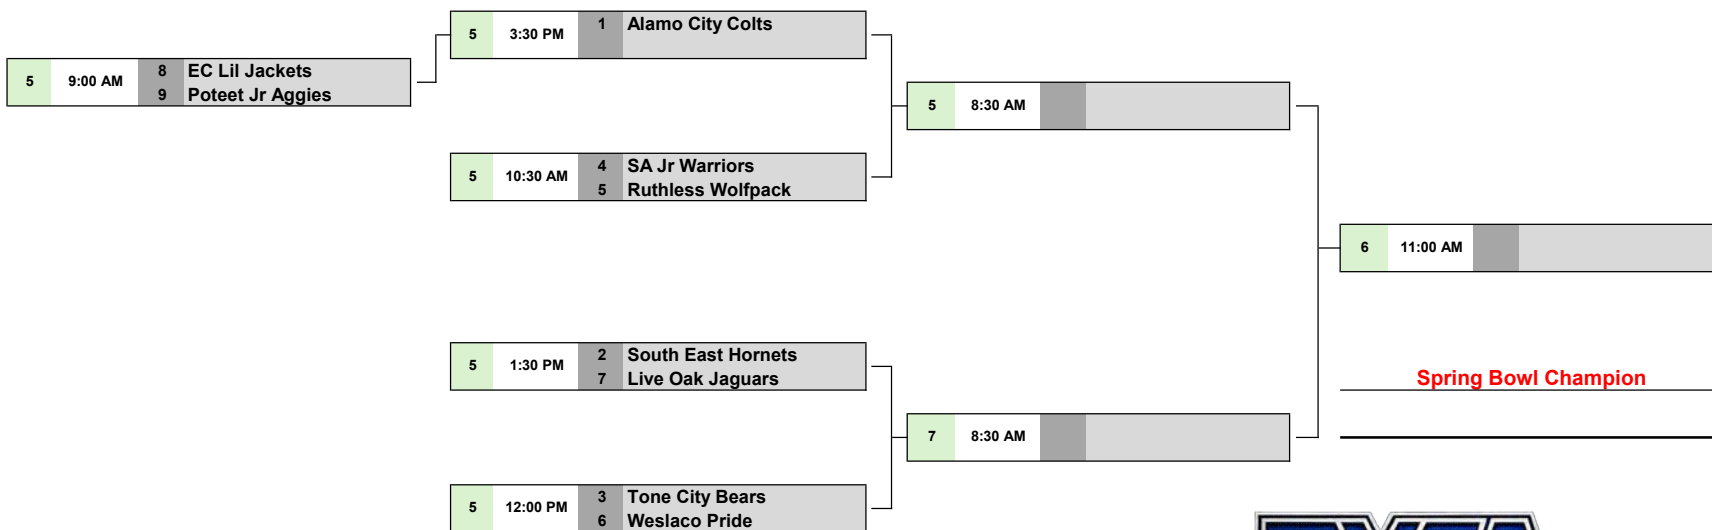 5 3:30 PM 1 Alamo City Colts
5 9:00 AM 8 EC Lil Jackets
9 Poteet Jr Aggies
5 8:30 AM
5 10:30 AM 4 SA Jr Warriors
5 Ruthless Wolfpack
6 11:00 AM
5 1:30 PM 2 South East Hornets
7 Live Oak Jaguars
Spring Bowl Champion
7 8:30 AM
5 12:00 PM 3 Tone City Bears
6 Weslaco Pride